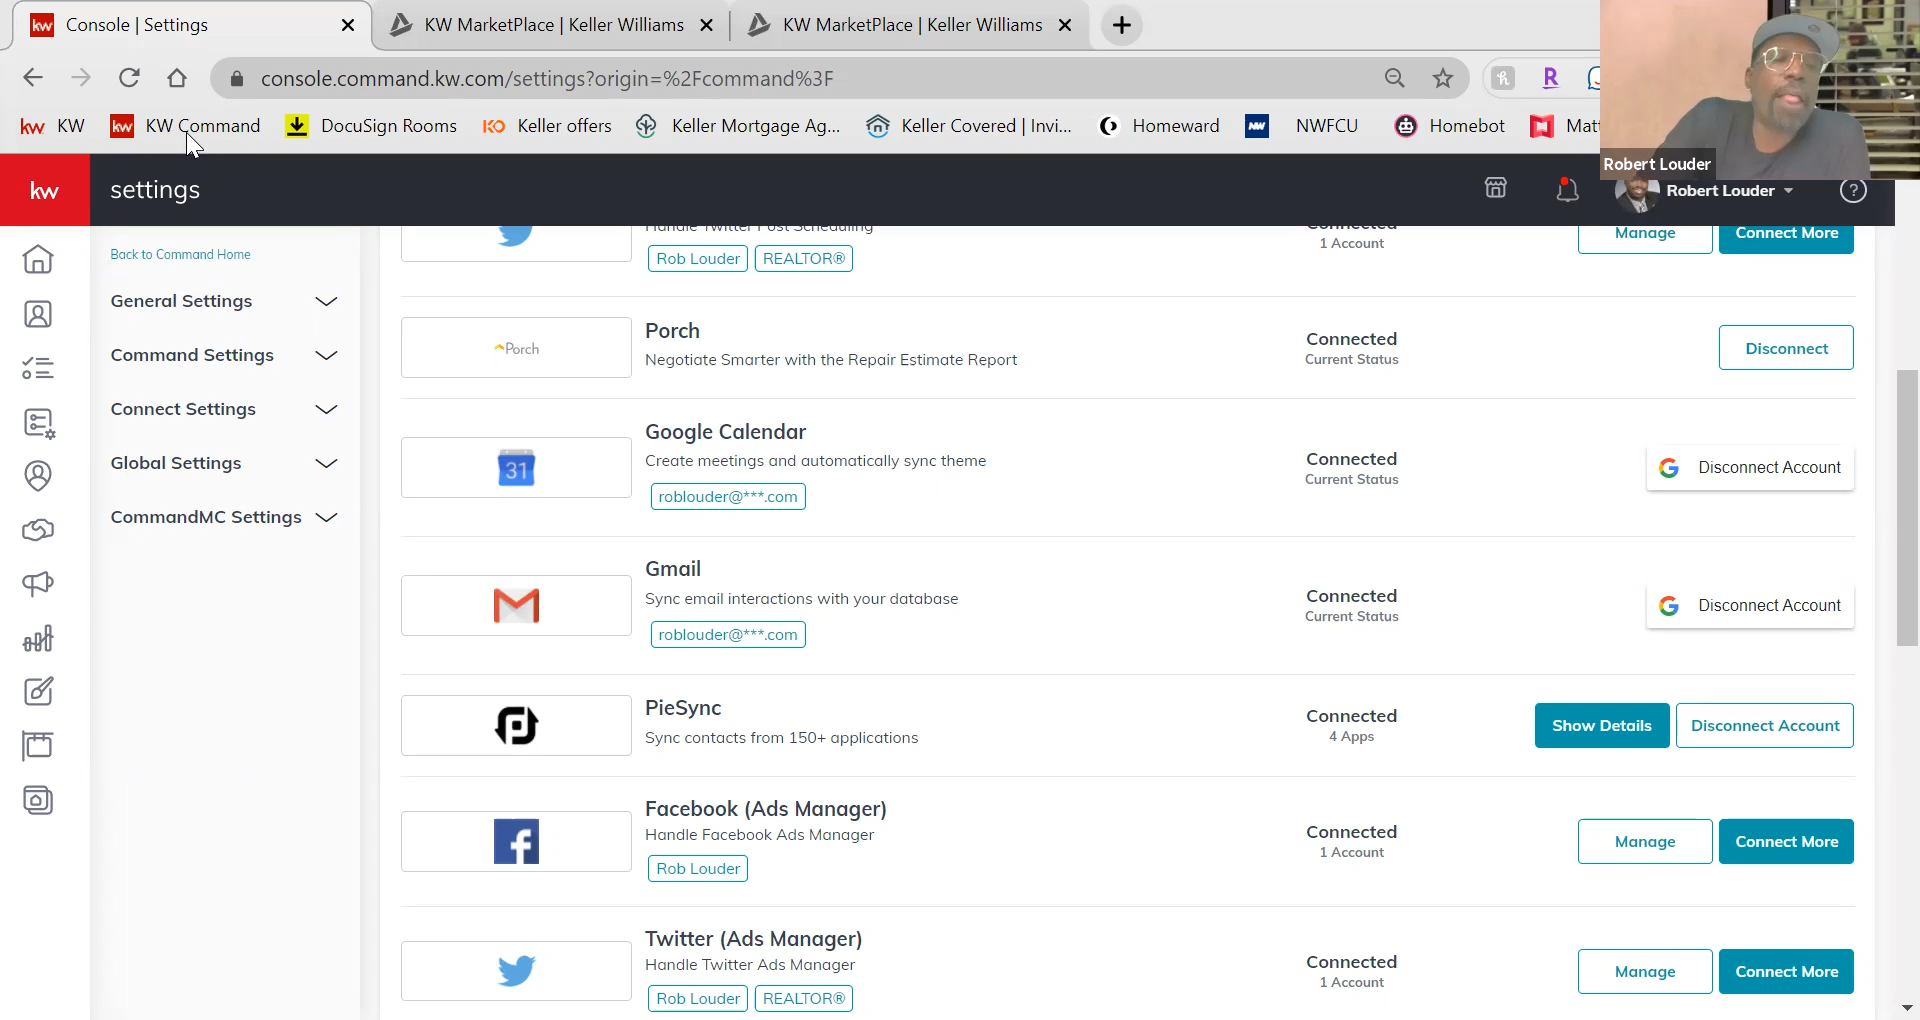 kw Console | Settings
KW MarketPlace | Keller Williams
KW MarketPlace | Keller Williams
console.command.kw.com/settings?origin=%2Fcommand%3F
h
R
kw KW
kw KW Command
DocuSign Rooms
KO Keller offers
Keller Mortgage Ag...
Keller Covered | Invi...
Homeward
NW NWFCU
Homebot
Matt
Robert Louder
kw settings
Robert Louder
?
Back to Command Home
General Settings
Command Settings
Connect Settings
Global Settings
CommandMC Settings
Handle Twitter Post Scheduling
Rob Louder REALTOR®
Connected
1 Account
Manage Connect More
Porch
Porch
Negotiate Smarter with the Repair Estimate Report
Connected
Current Status
Disconnect
31
Google Calendar
Create meetings and automatically sync theme
roblouder@***.com
Connected
Current Status
G Disconnect Account
Gmail
Sync email interactions with your database
roblouder@***.com
Connected
Current Status
G Disconnect Account
PieSync
Sync contacts from 150+ applications
Connected
4 Apps
Show Details Disconnect Account
f
Facebook (Ads Manager)
Handle Facebook Ads Manager
Rob Louder
Connected
1 Account
Manage Connect More
Twitter (Ads Manager)
Handle Twitter Ads Manager
Rob Louder REALTOR®
Connected
1 Account
Manage Connect More